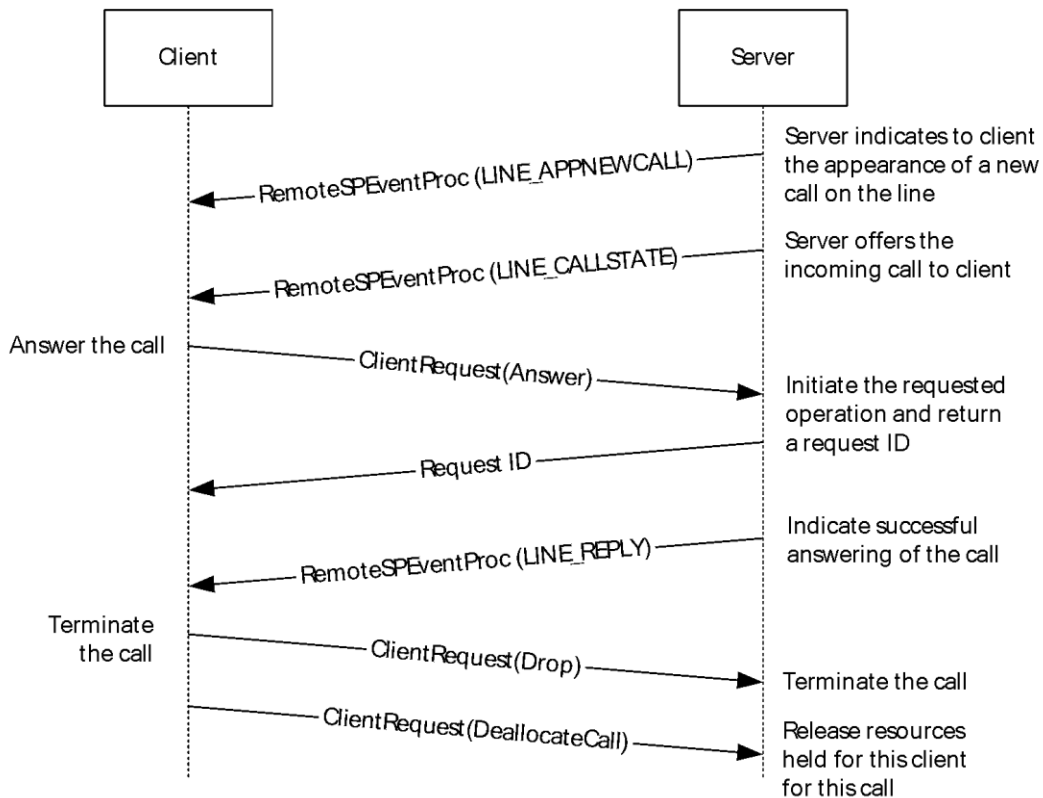 Client
Server
Server indicates to client
the appearance of a new
call on the line
RemoteSPEventProc (LINE_APPNEWCALL)
Server offers the
incoming call to client
RemoteSPEventProc (LINE_CALLSTATE)
Answer the call
ClientRequest(Answer)
Initiate the requested
operation and return
a request ID
Request ID
Indicate successful
answering of the call
RemoteSPEventProc (LINE_REPLY)
Terminate
the call
ClientRequest(Drop)
Terminate the call
ClientRequest(DeallocateCall)
Release resources
held for this client
for this call